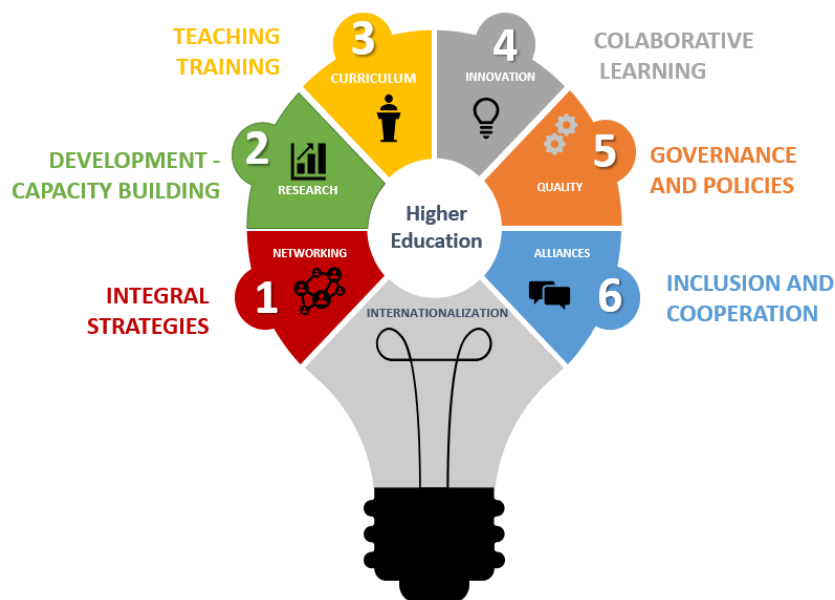 TEACHING
TRAINING
3
CURRICULUM
4
INNOVATION
COLABORATIVE
LEARNING
DEVELOPMENT -
CAPACITY BUILDING
2
RESEARCH
5
QUALITY
GOVERNANCE
AND POLICIES
Higher
Education
INTEGRAL
STRATEGIES
1
NETWORKING
ALLIANCES
6
INCLUSION AND
COOPERATION
INTERNATIONALIZATION